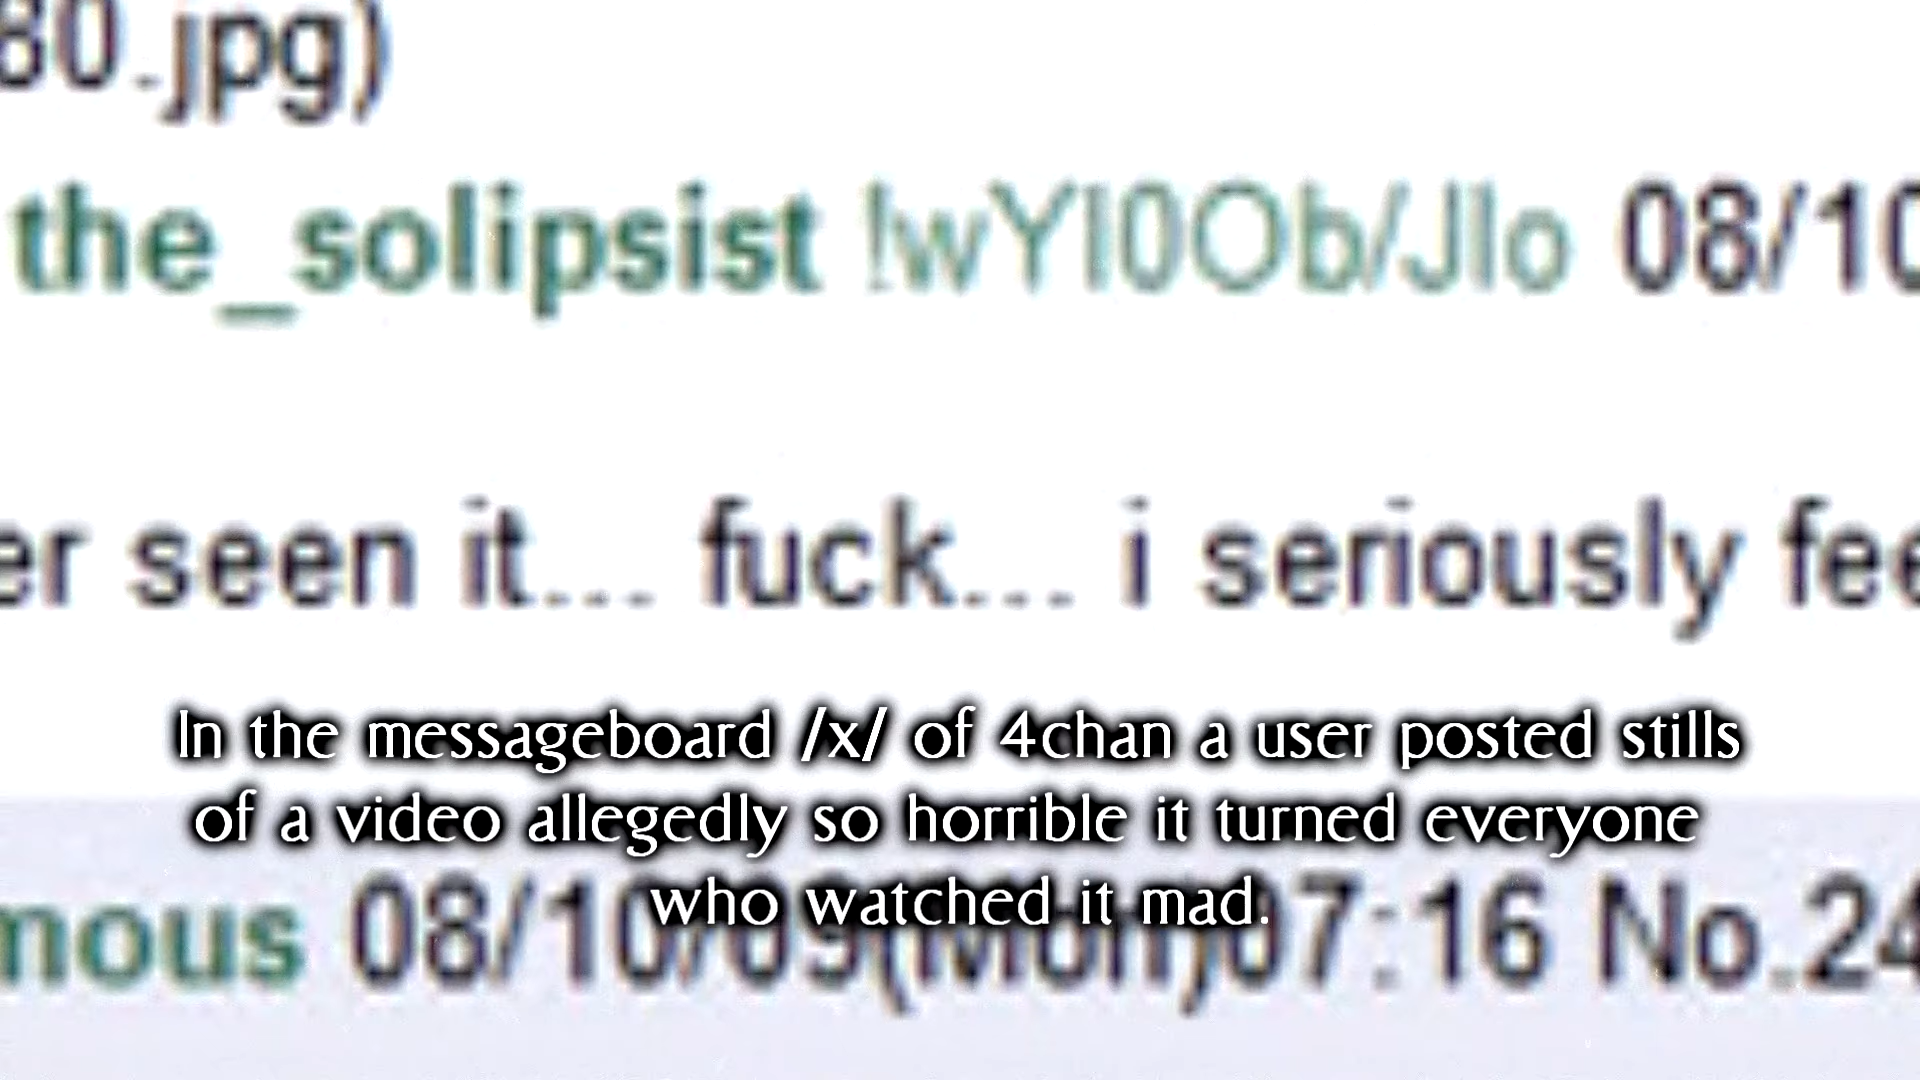 80.jpg)
the_solipsist !wYI0Ob/JIo 08/10
er seen it... fuck... i seriously fee
In the messageboard /x/ of 4chan a user posted stills
of a video allegedly so horrible it turned everyone
who watched it mad.
mous 08/10/09(Mon)07:16 No.24